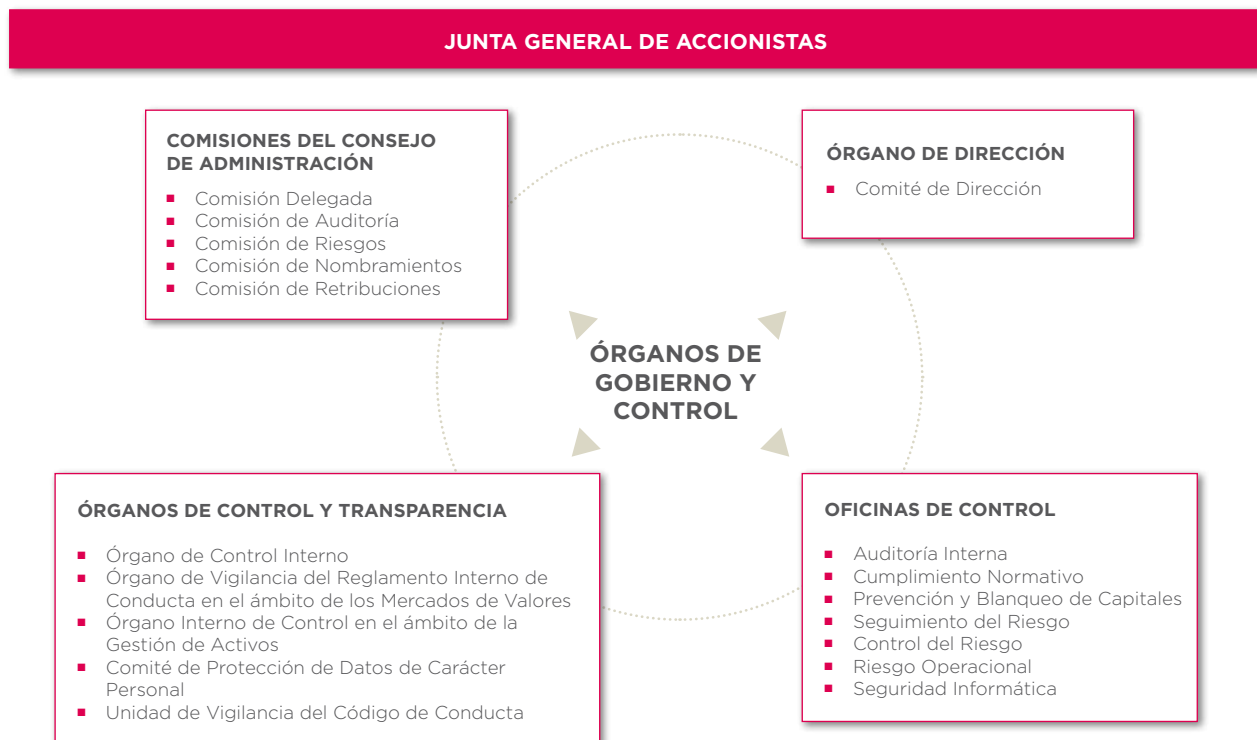 JUNTA GENERAL DE ACCIONISTAS
COMISIONES DEL CONSEJO
DE ADMINISTRACIÓN
Comisión Delegada
Comisión de Auditoría
Comisión de Riesgos
Comisión de Nombramientos
Comisión de Retribuciones
ÓRGANO DE DIRECCIÓN
Comité de Dirección
ÓRGANOS DE
GOBIERNO Y
CONTROL
ÓRGANOS DE CONTROL Y TRANSPARENCIA
Órgano de Control Interno
Órgano de Vigilancia del Reglamento Interno de
Conducta en el ámbito de los Mercados de Valores
Órgano Interno de Control en el ámbito de la
Gestión de Activos
Comité de Protección de Datos de Carácter
Personal
Unidad de Vigilancia del Código de Conducta
OFICINAS DE CONTROL
Auditoría Interna
Cumplimiento Normativo
Prevención y Blanqueo de Capitales
Seguimiento del Riesgo
Control del Riesgo
Riesgo Operacional
Seguridad Informática